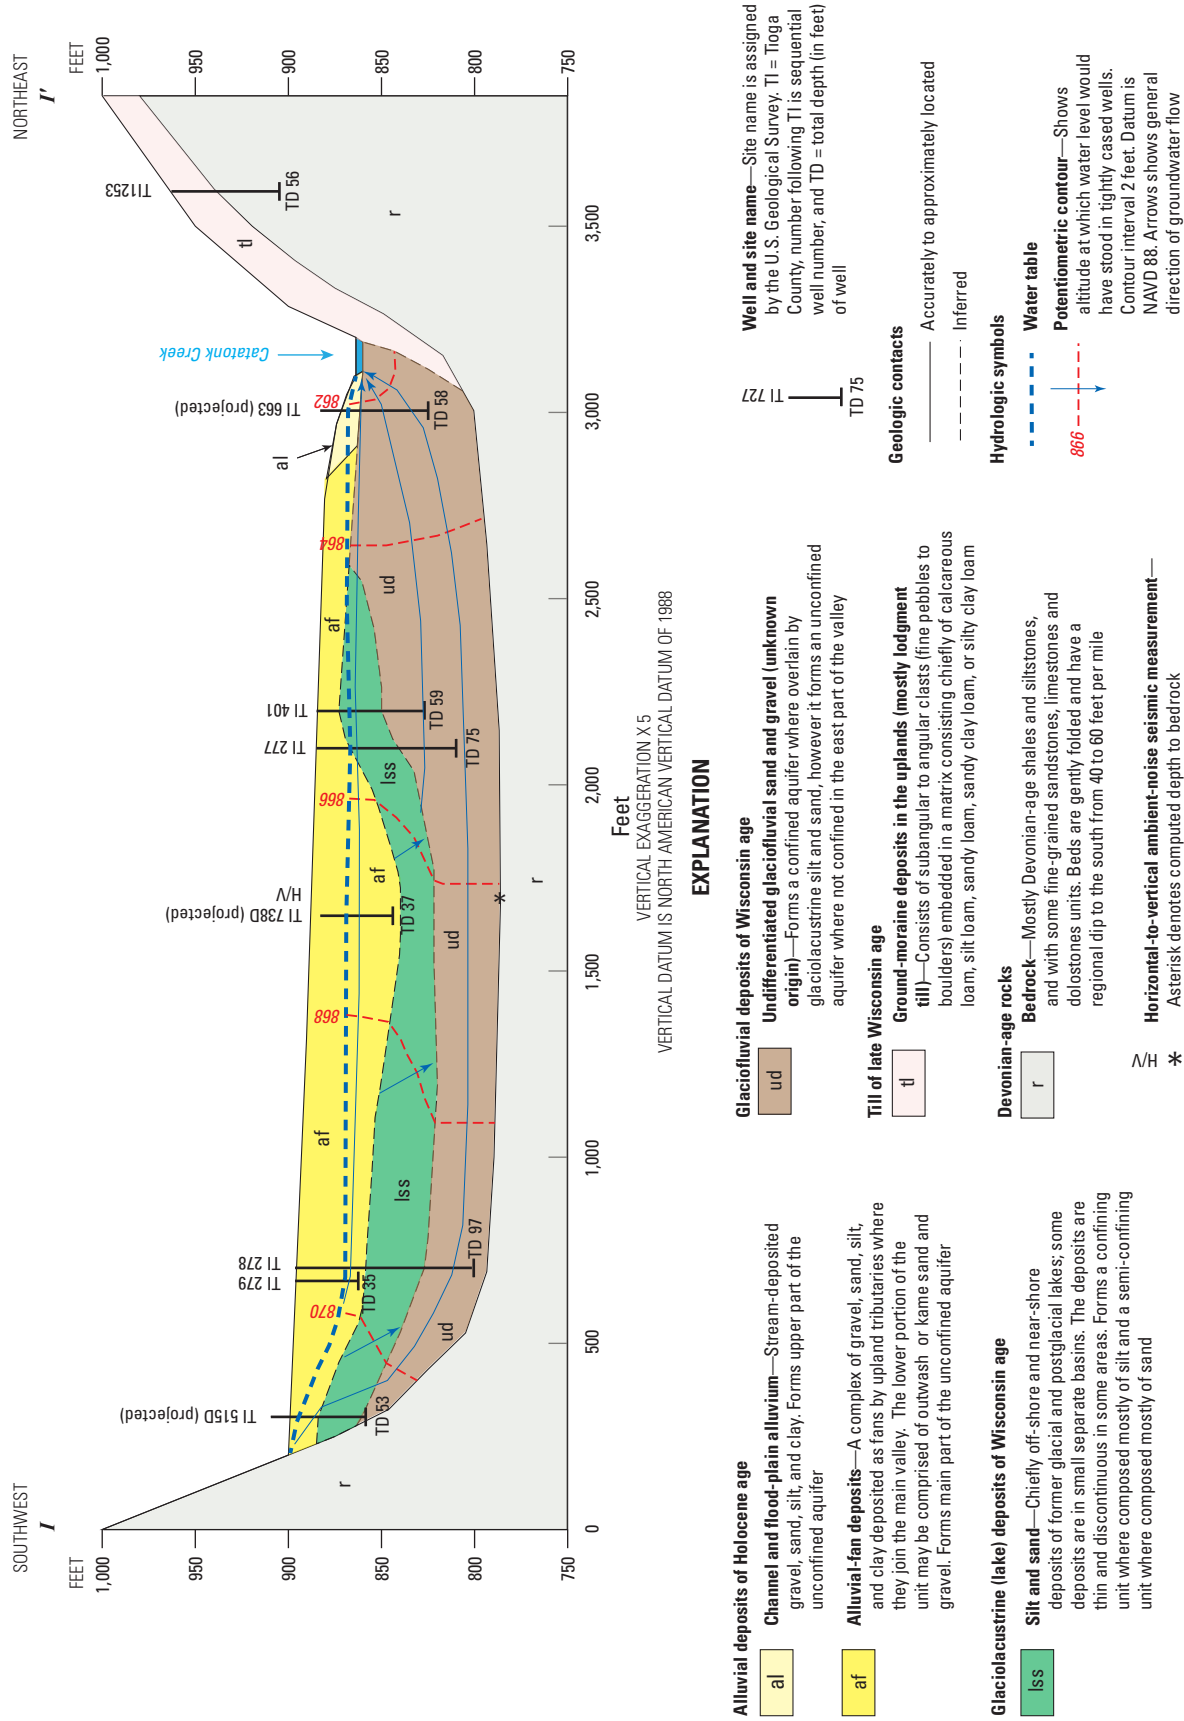 SOUTHWEST
I
FEET
1,000
950
900
850
800
750
NORTHEAST
I'
FEET
1,000
950
900
850
800
750
TI 515D (projected)
TD 53
TI 279
TD 35
TI 278
TD 97
TI 738D (projected)
H/V
TD 37
TI 277
TD 75
TI 401
TD 59
TI 663 (projected)
TD 58
Catatonk Creek
TI1253
TD 56
870
868
866
864
862
r
af
lss
ud
af
ud
lss
af
ud
al
tl
r
r
*
0
500
1,000
1,500
2,000
2,500
3,000
3,500
Feet
VERTICAL EXAGGERATION X 5
VERTICAL DATUM IS NORTH AMERICAN VERTICAL DATUM OF 1988
EXPLANATION
Alluvial deposits of Holocene age
al
Channel and flood-plain alluvium—Stream-deposited
gravel, sand, silt, and clay. Forms upper part of the
unconfined aquifer
af
Alluvial-fan deposits—A complex of gravel, sand, silt,
and clay deposited as fans by upland tributaries where
they join the main valley. The lower portion of the
unit may be comprised of outwash or kame sand and
gravel. Forms main part of the unconfined aquifer
Glaciolacustrine (lake) deposits of Wisconsin age
lss
Silt and sand—Chiefly off-shore and near-shore
deposits of former glacial and postglacial lakes; some
deposits are in small separate basins. The deposits are
thin and discontinuous in some areas. Forms a confining
unit where composed mostly of silt and a semi-confining
unit where composed mostly of sand
Glaciofluvial deposits of Wisconsin age
ud
Undifferentiated glaciofluvial sand and gravel (unknown
origin)—Forms a confined aquifer where overlain by
glaciolacustrine silt and sand, however it forms an unconfined
aquifer where not confined in the east part of the valley
Till of late Wisconsin age
tl
Ground-moraine deposits in the uplands (mostly lodgment
till)—Consists of subangular to angular clasts (fine pebbles to
boulders) embedded in a matrix consisting chiefly of calcareous
loam, silt loam, sandy loam, sandy clay loam, or silty clay loam
Devonian-age rocks
r
Bedrock—Mostly Devonian-age shales and siltstones,
and with some fine-grained sandstones, limestones and
dolostones units. Beds are gently folded and have a
regional dip to the south from 40 to 60 feet per mile
H/V
*
Horizontal-to-vertical ambient-noise seismic measurement—
Asterisk denotes computed depth to bedrock
TI 727
TD 75
Well and site name—Site name is assigned
by the U.S. Geological Survey. TI = Tioga
County, number following TI is sequential
well number, and TD = total depth (in feet)
of well
Geologic contacts
Accurately to approximately located
Inferred
Hydrologic symbols
Water table
866
Potentiometric contour—Shows
altitude at which water level would
have stood in tightly cased wells.
Contour interval 2 feet. Datum is
NAVD 88. Arrows shows general
direction of groundwater flow